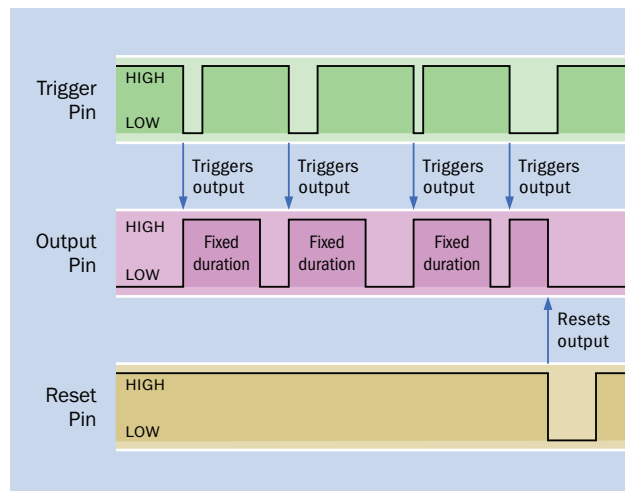 Trigger
Pin
HIGH
LOW
Triggers
output
Triggers
output
Triggers
output
Triggers
output
Output
Pin
HIGH
LOW
Fixed
duration
Fixed
duration
Fixed
duration
Resets
output
Reset
Pin
HIGH
LOW